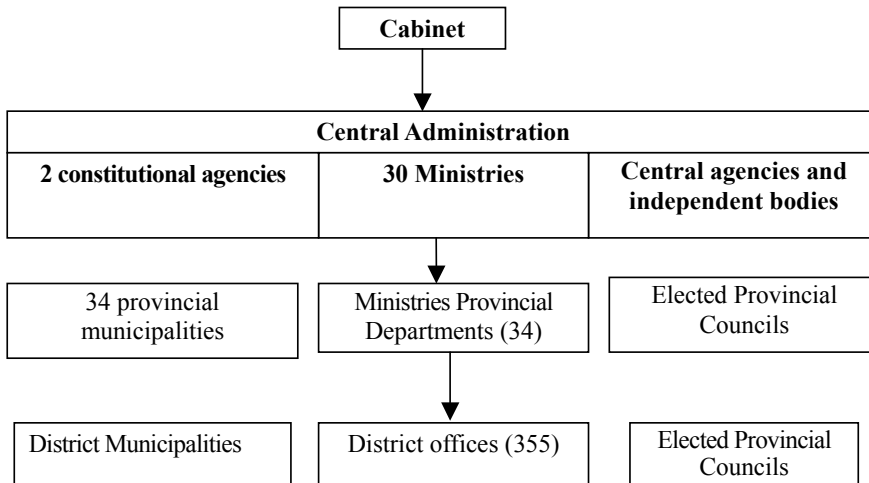 Cabinet
Central Administration
2 constitutional agencies
30 Ministries
Central agencies and
independent bodies
34 provincial
municipalities
Ministries Provincial
Departments (34)
Elected Provincial
Councils
District Municipalities
District offices (355)
Elected Provincial
Councils